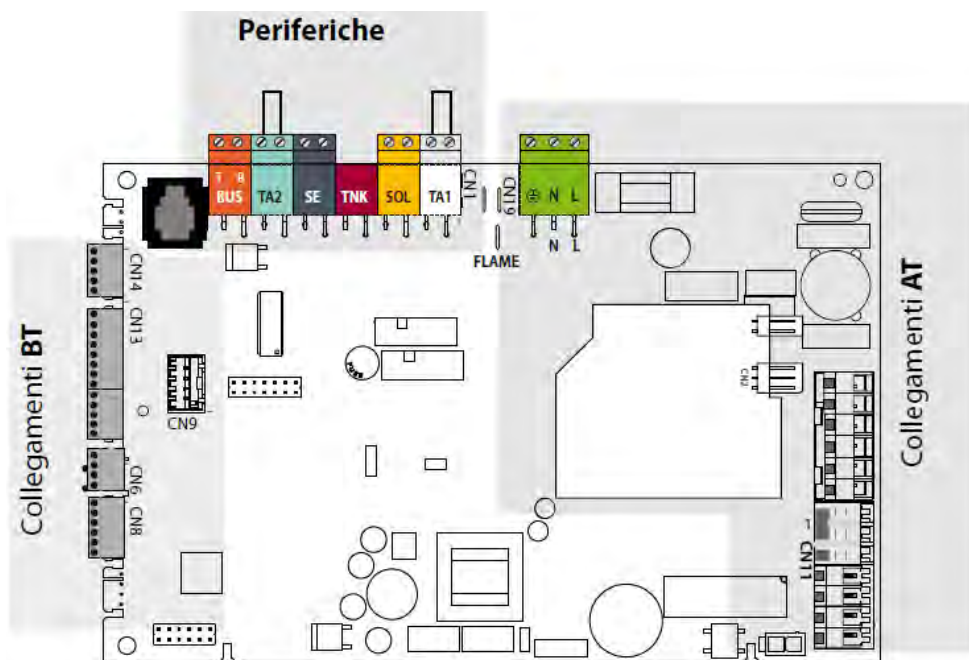 Periferiche
T B
BUS
TA2
SE
TNK
SOL
TA1
CN1
CN19
N L
FLAME
N L
CN14
CN13
CN9
CN6
CN8
Collegamenti BT
CN2
Collegamenti AT
1
CN11